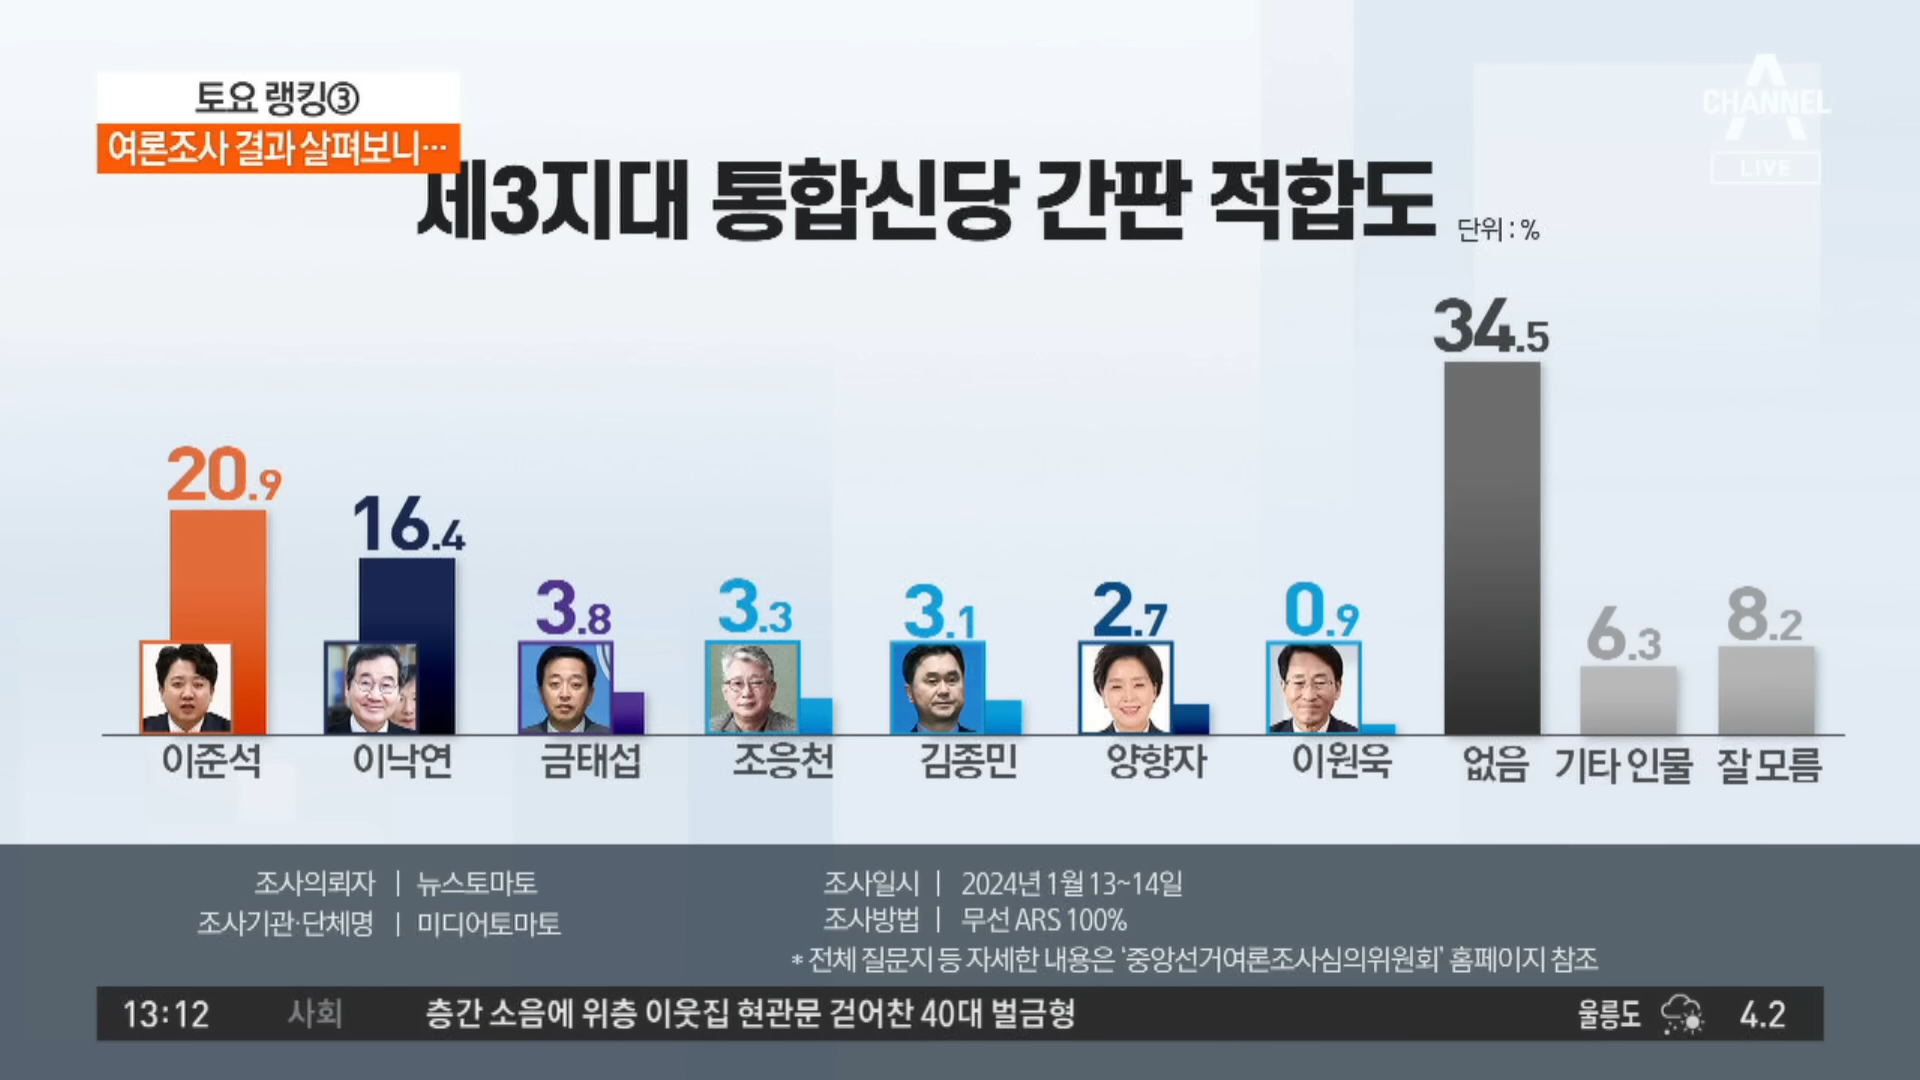 토요 랭킹③
여론조사 결과 살펴보니…
CHANNEL A
LIVE
제3지대 통합신당 간판 적합도 단위 : %
20.9
16.4
3.8
3.3
3.1
2.7
0.9
34.5
6.3
8.2
이준석
이낙연
금태섭
조응천
김종민
양향자
이원욱
없음
기타 인물
잘 모름
조사의뢰자 | 뉴스토마토
조사기관·단체명 | 미디어토마토
조사일시 | 2024년 1월 13~14일
조사방법 | 무선 ARS 100%
* 전체 질문지 등 자세한 내용은 '중앙선거여론조사심의위원회' 홈페이지 참조
13:12 사회 층간 소음에 위층 이웃집 현관문 걷어찬 40대 벌금형
울릉도 4.2